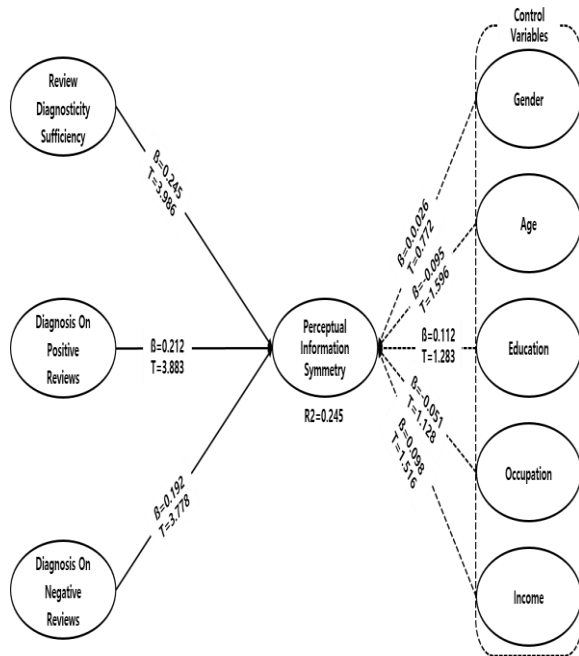 Control
Variables
Review
Diagnosticity
Sufficiency
Gender
ß=0.245
T=3.986
ß=0.0.026
T=0.772
Age
ß=-0.095
T=1.596
Diagnosis On
Positive
Reviews
ß=0.212
T=3.883
Perceptual
Information
Symmetry
R2=0.245
ß=0.112
T=1.283
Education
ß=-0.051
T=1.128
ß=0.098
T=1.516
Occupation
ß=0.192
T=3.778
Diagnosis On
Negative
Reviews
Income